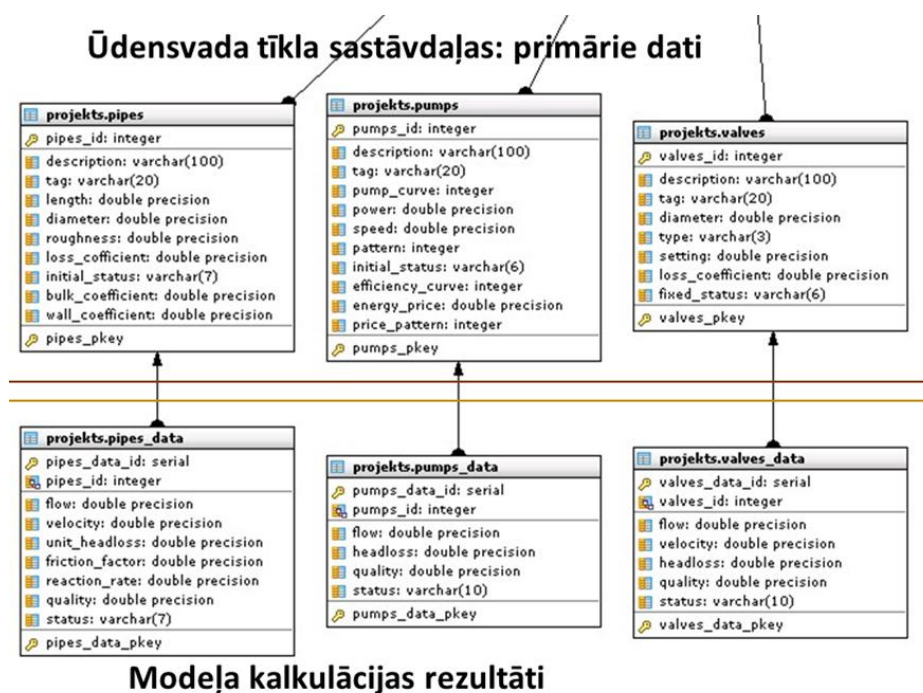 Ūdensvada tīkla sastāvdaļas: primārie dati
projekts.pipes
pipes_id: integer
description: varchar(100)
tag: varchar(20)
length: double precision
diameter: double precision
roughness: double precision
loss_cofficient: double precision
initial_status: varchar(7)
bulk_coefficient: double precision
wall_coefficient: double precision
pipes_pkey
projekts.pumps
pumps_id: integer
description: varchar(100)
tag: varchar(20)
pump_curve: integer
power: double precision
speed: double precision
pattern: integer
initial_status: varchar(6)
efficiency_curve: integer
energy_price: double precision
price_pattern: integer
pumps_pkey
projekts.valves
valves_id: integer
description: varchar(100)
tag: varchar(20)
diameter: double precision
type: varchar(3)
setting: double precision
loss_coefficient: double precision
fixed_status: varchar(6)
valves_pkey
projekts.pipes_data
pipes_data_id: serial
pipes_id: integer
flow: double precision
velocity: double precision
unit_headloss: double precision
friction_factor: double precision
reaction_rate: double precision
quality: double precision
status: varchar(7)
pipes_data_pkey
projekts.pumps_data
pumps_data_id: serial
pumps_id: integer
flow: double precision
headloss: double precision
quality: double precision
status: varchar(10)
pumps_data_pkey
projekts.valves_data
valves_data_id: serial
valves_id: integer
flow: double precision
velocity: double precision
headloss: double precision
quality: double precision
status: varchar(10)
valves_data_pkey
Modeļa kalkulācijas rezultāti